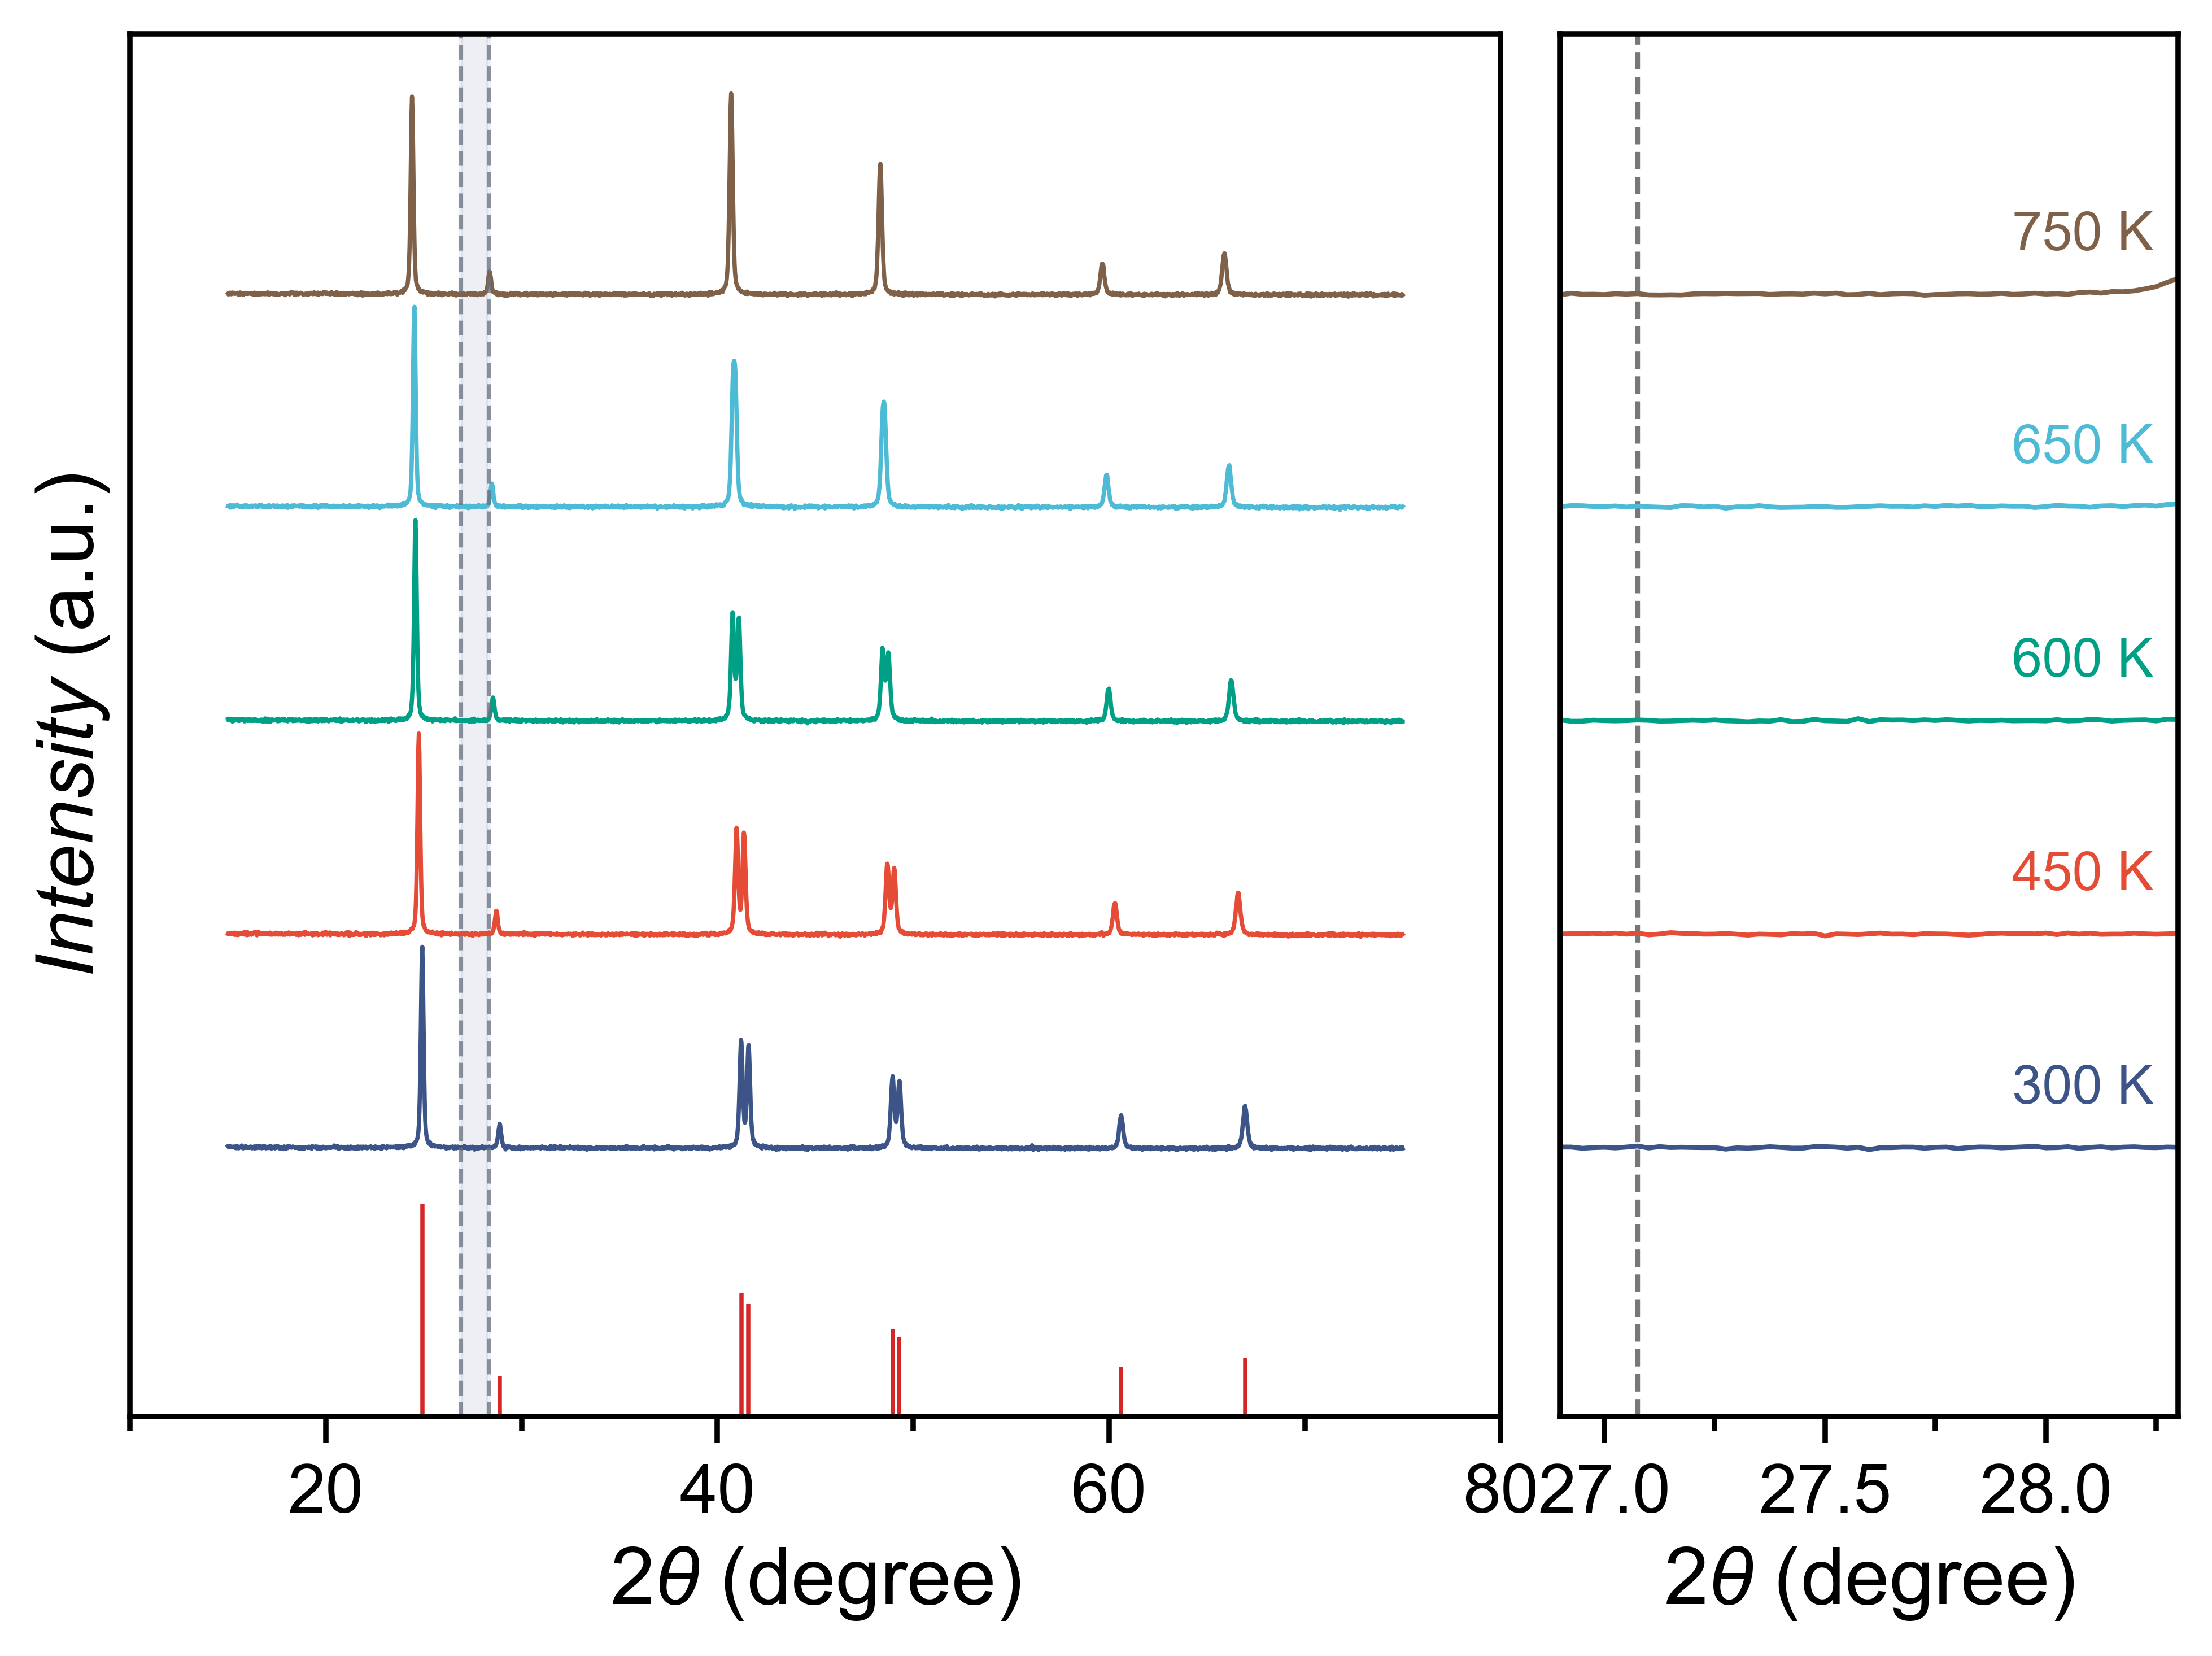 Intensity (a.u.)
750 K
650 K
600 K
450 K
300 K
20 40 60 80
27.0 27.5 28.0
2θ (degree)
2θ (degree)